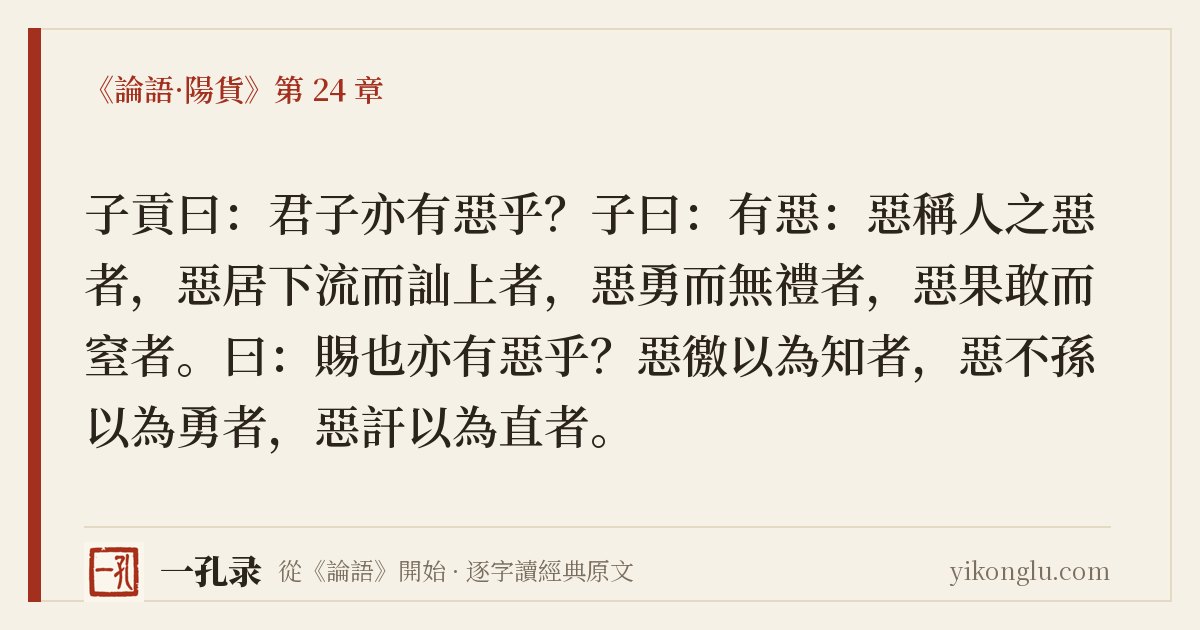 《論語·陽貨》第 24 章
子貢曰：君子亦有惡乎？子曰：有惡：惡稱人之惡
者，惡居下流而訕上者，惡勇而無禮者，惡果敢而
窒者。曰：賜也亦有惡乎？惡徼以為知者，惡不孫
以為勇者，惡訐以為直者。
一孔
一孔录 從《論語》開始 · 逐字讀經典原文 yikonglu.com